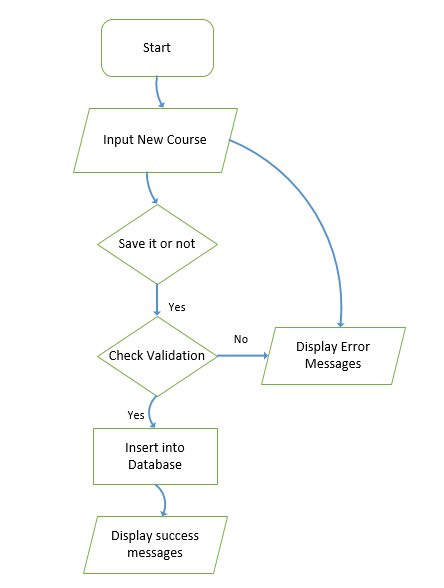 Start
Input New Course
Save it or not
Yes
Check Validation
No
Display Error
Messages
Yes
Insert into
Database
Display success
messages